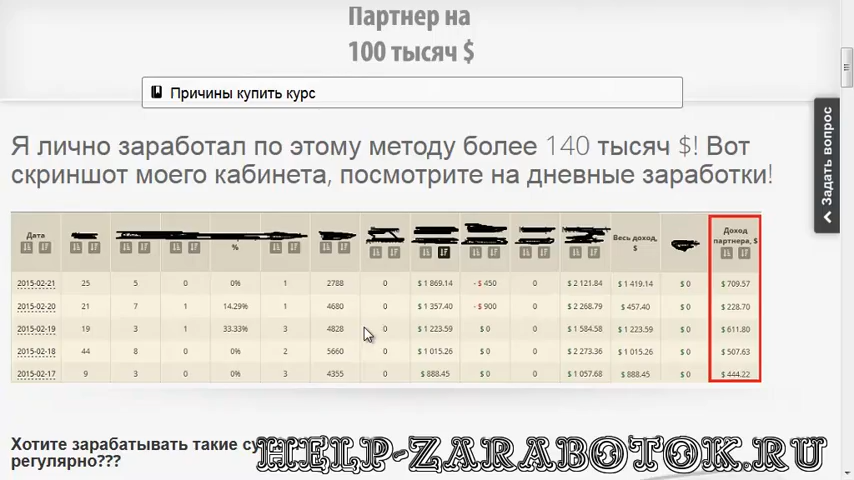 Партнер на
100 тысяч $
Причины купить курс
Задать вопрос
Я лично заработал по этому методу более 140 тысяч $! Вот
скриншот моего кабинета, посмотрите на дневные заработки!
Дата % Весь доход, $ Доход партнера, $
2015-02-21 25 5 0 0% 1 2788 0 $ 1 869.14 - $ 450 0 $ 2 121.84 $ 1 419.14 $ 0 $ 709.57
2015-02-20 21 7 1 14.29% 1 4680 0 $ 1 357.40 - $ 900 0 $ 2 268.79 $ 457.40 $ 0 $ 228.70
2015-02-19 19 3 1 33.33% 3 4828 0 $ 1 223.59 $ 0 0 $ 1 584.58 $ 1 223.59 $ 0 $ 611.80
2015-02-18 44 8 0 0% 2 5660 0 $ 1 015.26 $ 0 0 $ 2 273.36 $ 1 015.26 $ 0 $ 507.63
2015-02-17 9 3 0 0% 3 4355 0 $ 888.45 $ 0 0 $ 1 057.68 $ 888.45 $ 0 $ 444.22
Хотите зарабатывать такие
регулярно???
HELP-ZARABOTOK.RU